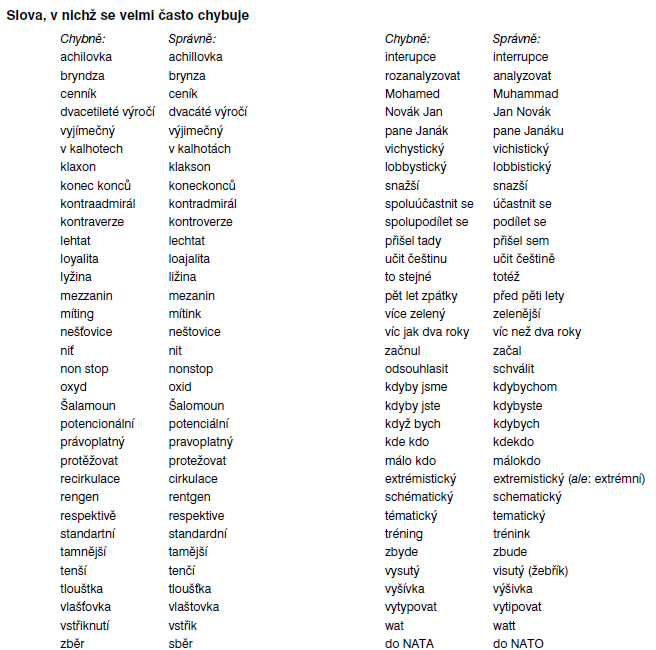 Slova, v nichž se velmi často chybuje
Chybně: Správně:
achilovka achillovka
bryndza brynza
cenník ceník
dvacetileté výročí dvacáté výročí
vyjímečný výjimečný
v kalhotech v kalhotách
klaxon klakson
konec konců koneckonců
kontraadmirál kontradmirál
kontraverze kontroverze
lehtat lechtat
loyalita loajalita
lyžina ližina
mezzanin mezanin
míting mítink
nešťovice neštovice
niť nit
non stop nonstop
oxyd oxid
Šalamoun Šalomoun
potencionální potenciální
právoplatný pravoplatný
protěžovat protežovat
recirkulace cirkulace
rengen rentgen
respektivě respektive
standartní standardní
tamnější tamější
tenší tenčí
tlouštka tloušťka
vlašťovka vlaštovka
vstřiknutí vstřik
zběr sběr
Chybně: Správně:
interupce interrupce
rozanalyzovat analyzovat
Mohamed Muhammad
Novák Jan Jan Novák
pane Janák pane Janáku
vichystický vichistický
lobbystický lobbistický
snažší snazší
spoluúčastnit se účastnit se
spolupodílet se podílet se
přišel tady přišel sem
učit češtinu učit češtině
to stejné totéž
pět let zpátky před pěti lety
více zelený zelenější
víc jak dva roky víc než dva roky
začnul začal
odsouhlasit schválit
kdyby jsme kdybychom
kdyby jste kdybyste
když bych kdybych
kde kdo kdekdo
málo kdo málokdo
extrémistický extremistický (ale: extrémní)
schématický schematický
tématický tematický
tréning trénink
zbyde zbude
vysutý visutý (žebřík)
vyšívka výšivka
vytypovat vytipovat
wat watt
do NATA do NATO